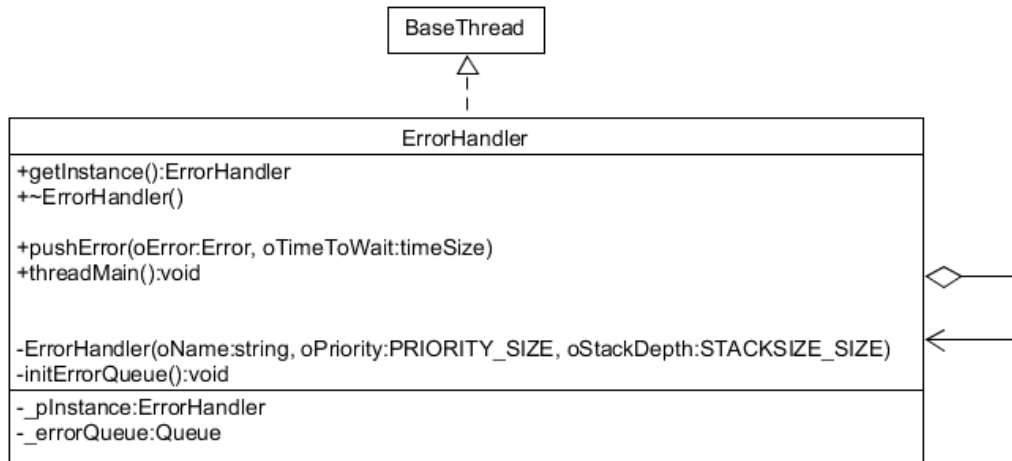 BaseThread
ErrorHandler
+getInstance():ErrorHandler
+~ErrorHandler()
+pushError(oError:Error, oTimeToWait:timeSize)
+threadMain():void
-ErrorHandler(oName:string, oPriority:PRIORITY_SIZE, oStackDepth:STACKSIZE_SIZE)
-initErrorQueue():void
-_pInstance:ErrorHandler
-_errorQueue:Queue